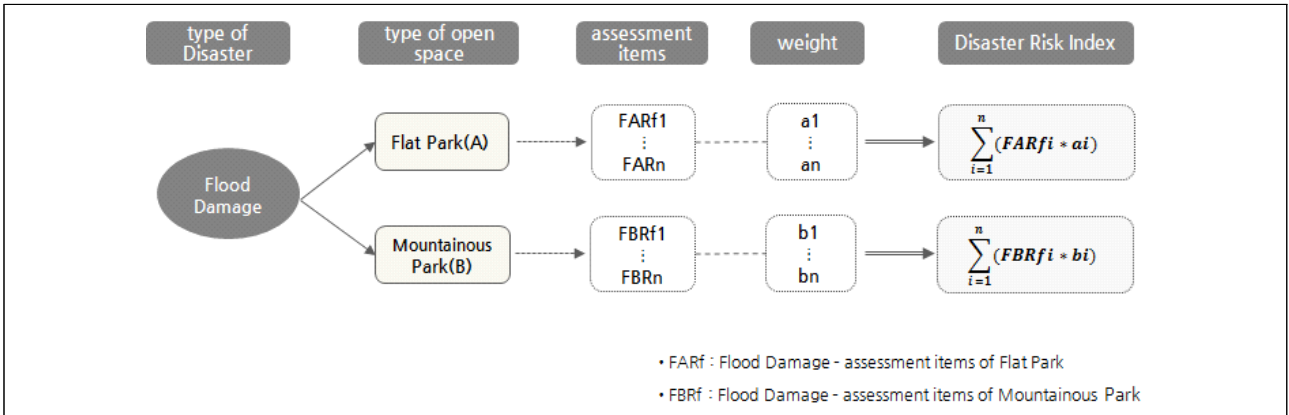 type of
Disaster
type of open
space
assessment
items
weight
Disaster Risk Index
Flood
Damage
Flat Park(A)
FARf1
⋮
FARn
a1
⋮
an
n
∑(FARfi * ai)
i=1
Mountainous
Park(B)
FBRf1
⋮
FBRn
b1
⋮
bn
n
∑(FBRfi * bi)
i=1
• FARf : Flood Damage - assessment items of Flat Park
• FBRf : Flood Damage - assessment items of Mountainous Park